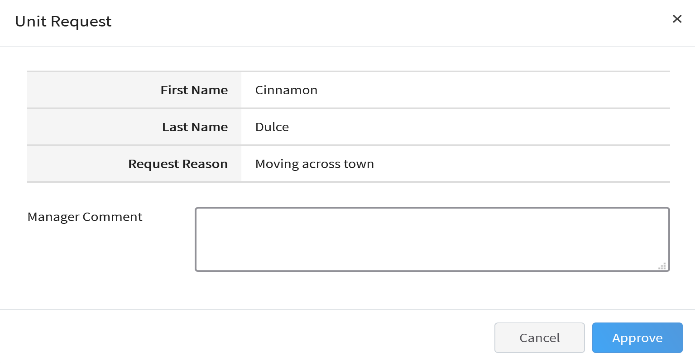 Unit Request
First Name Cinnamon
Last Name Dulce
Request Reason Moving across town
Manager Comment
Cancel Approve